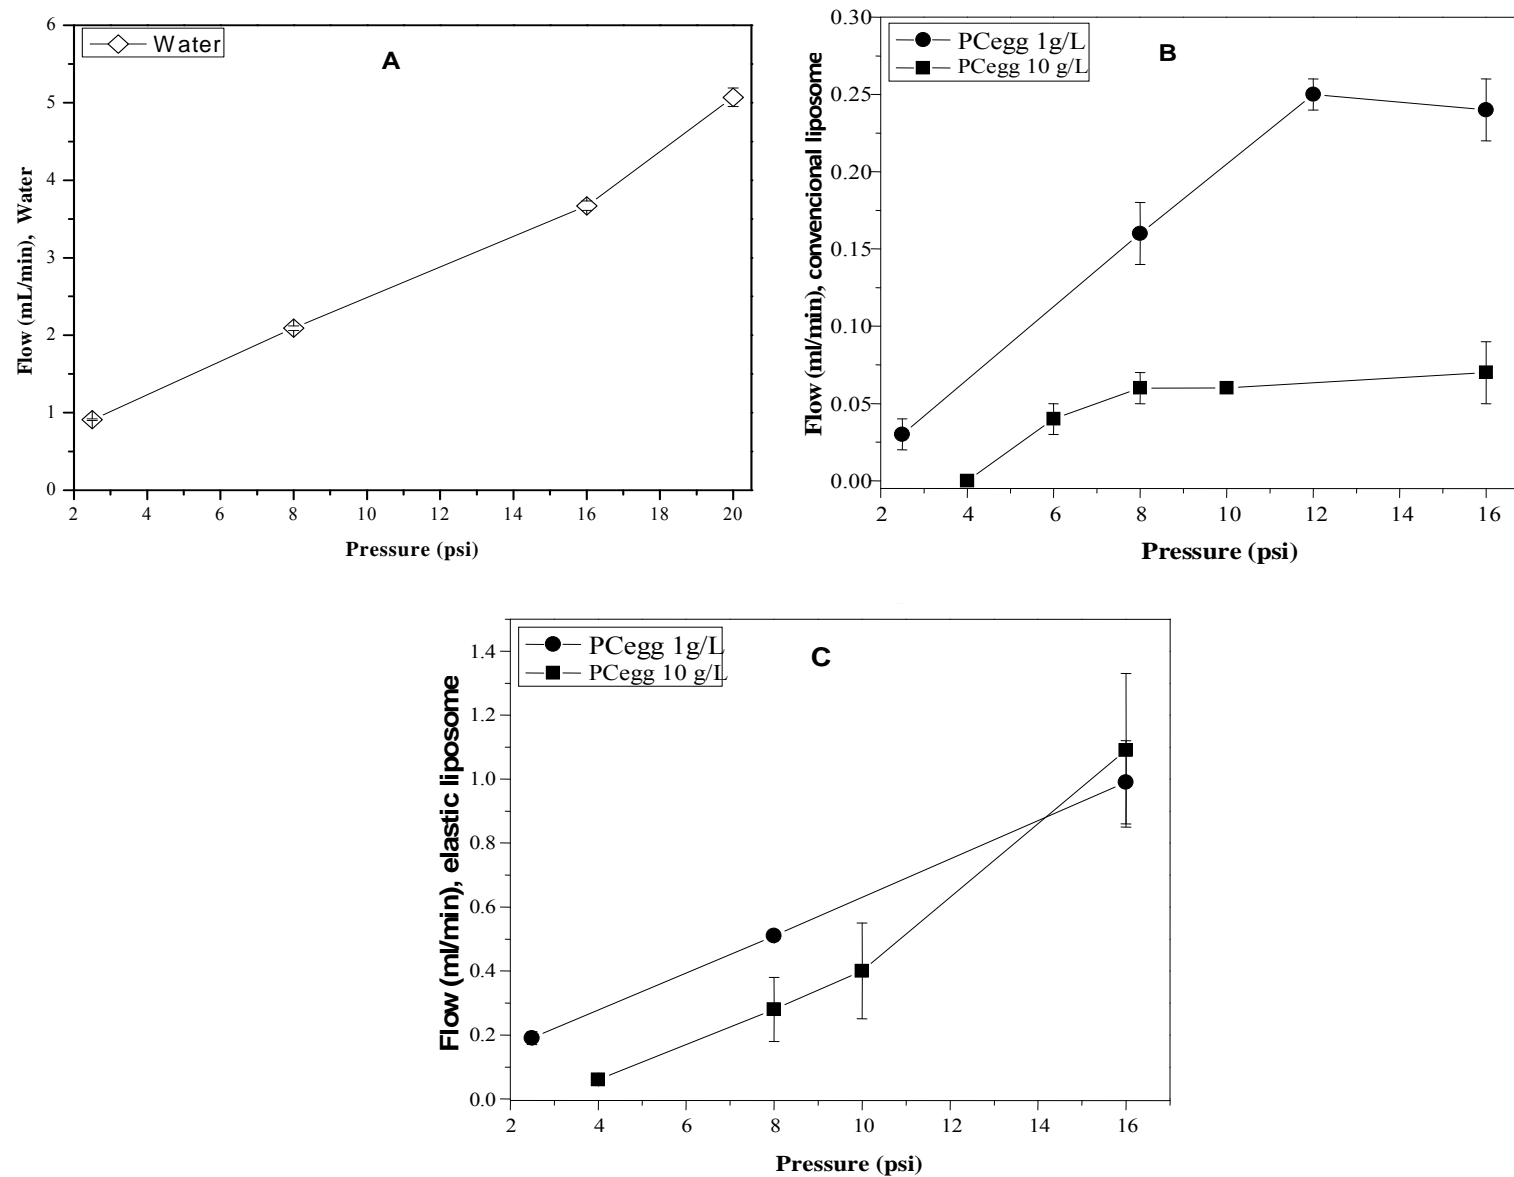 Water
A
Flow (mL/min), Water
6
5
4
3
2
1
0
2 4 6 8 10 12 14 16 18 20
Pressure (psi)
PCegg 1g/L
PCegg 10 g/L
B
Flow (ml/min), convencional liposome
0.30
0.25
0.20
0.15
0.10
0.05
0.00
2 4 6 8 10 12 14 16
Pressure (psi)
PCegg 1g/L
PCegg 10 g/L
C
Flow (ml/min), elastic liposome
1.4
1.2
1.0
0.8
0.6
0.4
0.2
0.0
2 4 6 8 10 12 14 16
Pressure (psi)